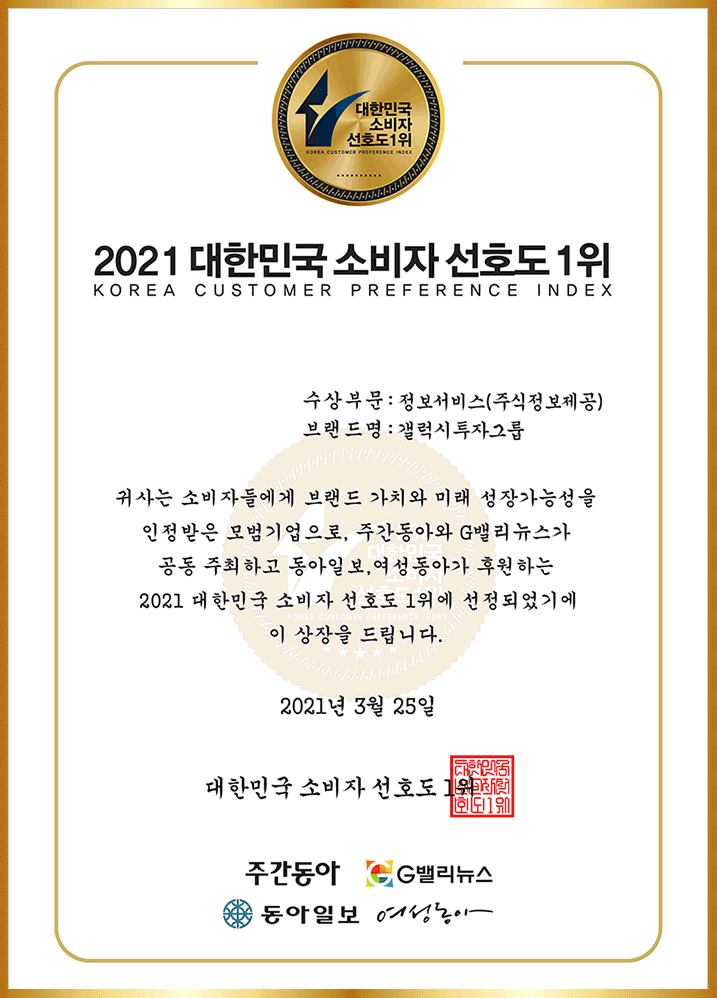 대한민국
소비자
선호도1위
KOREA CUSTOMER PREFERENCE INDEX
2021 대한민국 소비자 선호도 1위
KOREA CUSTOMER PREFERENCE INDEX
수상부문 : 정보서비스(주식정보제공)
브랜드명 : 갤럭시투자그룹
귀사는 소비자들에게 브랜드 가치와 미래 성장가능성을
인정받은 모범기업으로, 주간동아와 G밸리뉴스가
공동 주최하고 동아일보,여성동아가 후원하는
2021 대한민국 소비자 선호도 1위에 선정되었기에
이 상장을 드립니다.
대한민국
소비자
선호도1위
KOREA CUSTOMER PREFERENCE INDEX
2021년 3월 25일
대한민국 소비자 선호도 1위
주간동아 G밸리뉴스
동아일보 여성동아